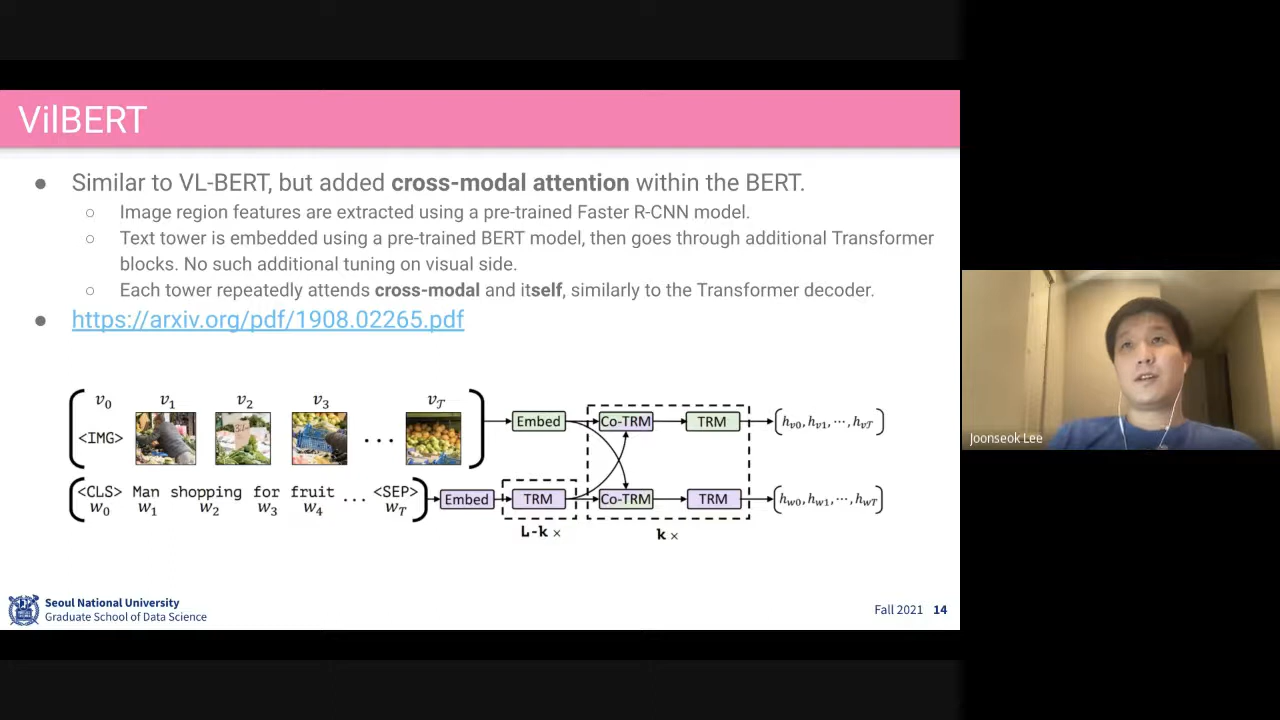 VilBERT
● Similar to VL-BERT, but added cross-modal attention within the BERT.
○ Image region features are extracted using a pre-trained Faster R-CNN model.
○ Text tower is embedded using a pre-trained BERT model, then goes through additional Transformer
blocks. No such additional tuning on visual side.
○ Each tower repeatedly attends cross-modal and itself, similarly to the Transformer decoder.
● https://arxiv.org/pdf/1908.02265.pdf
v0 v1 v2 v3 v𝒯
<IMG> ... Embed Co-TRM TRM (hv0, hv1, ⋯, hv𝒯)
<CLS> Man shopping for fruit ... <SEP> Embed TRM Co-TRM TRM (hw0, hw1, ⋯, hwT)
w0 w1 w2 w3 w4 wT
L-k × k ×
Seoul National University
Graduate School of Data Science
Fall 2021 14
Joonseok Lee